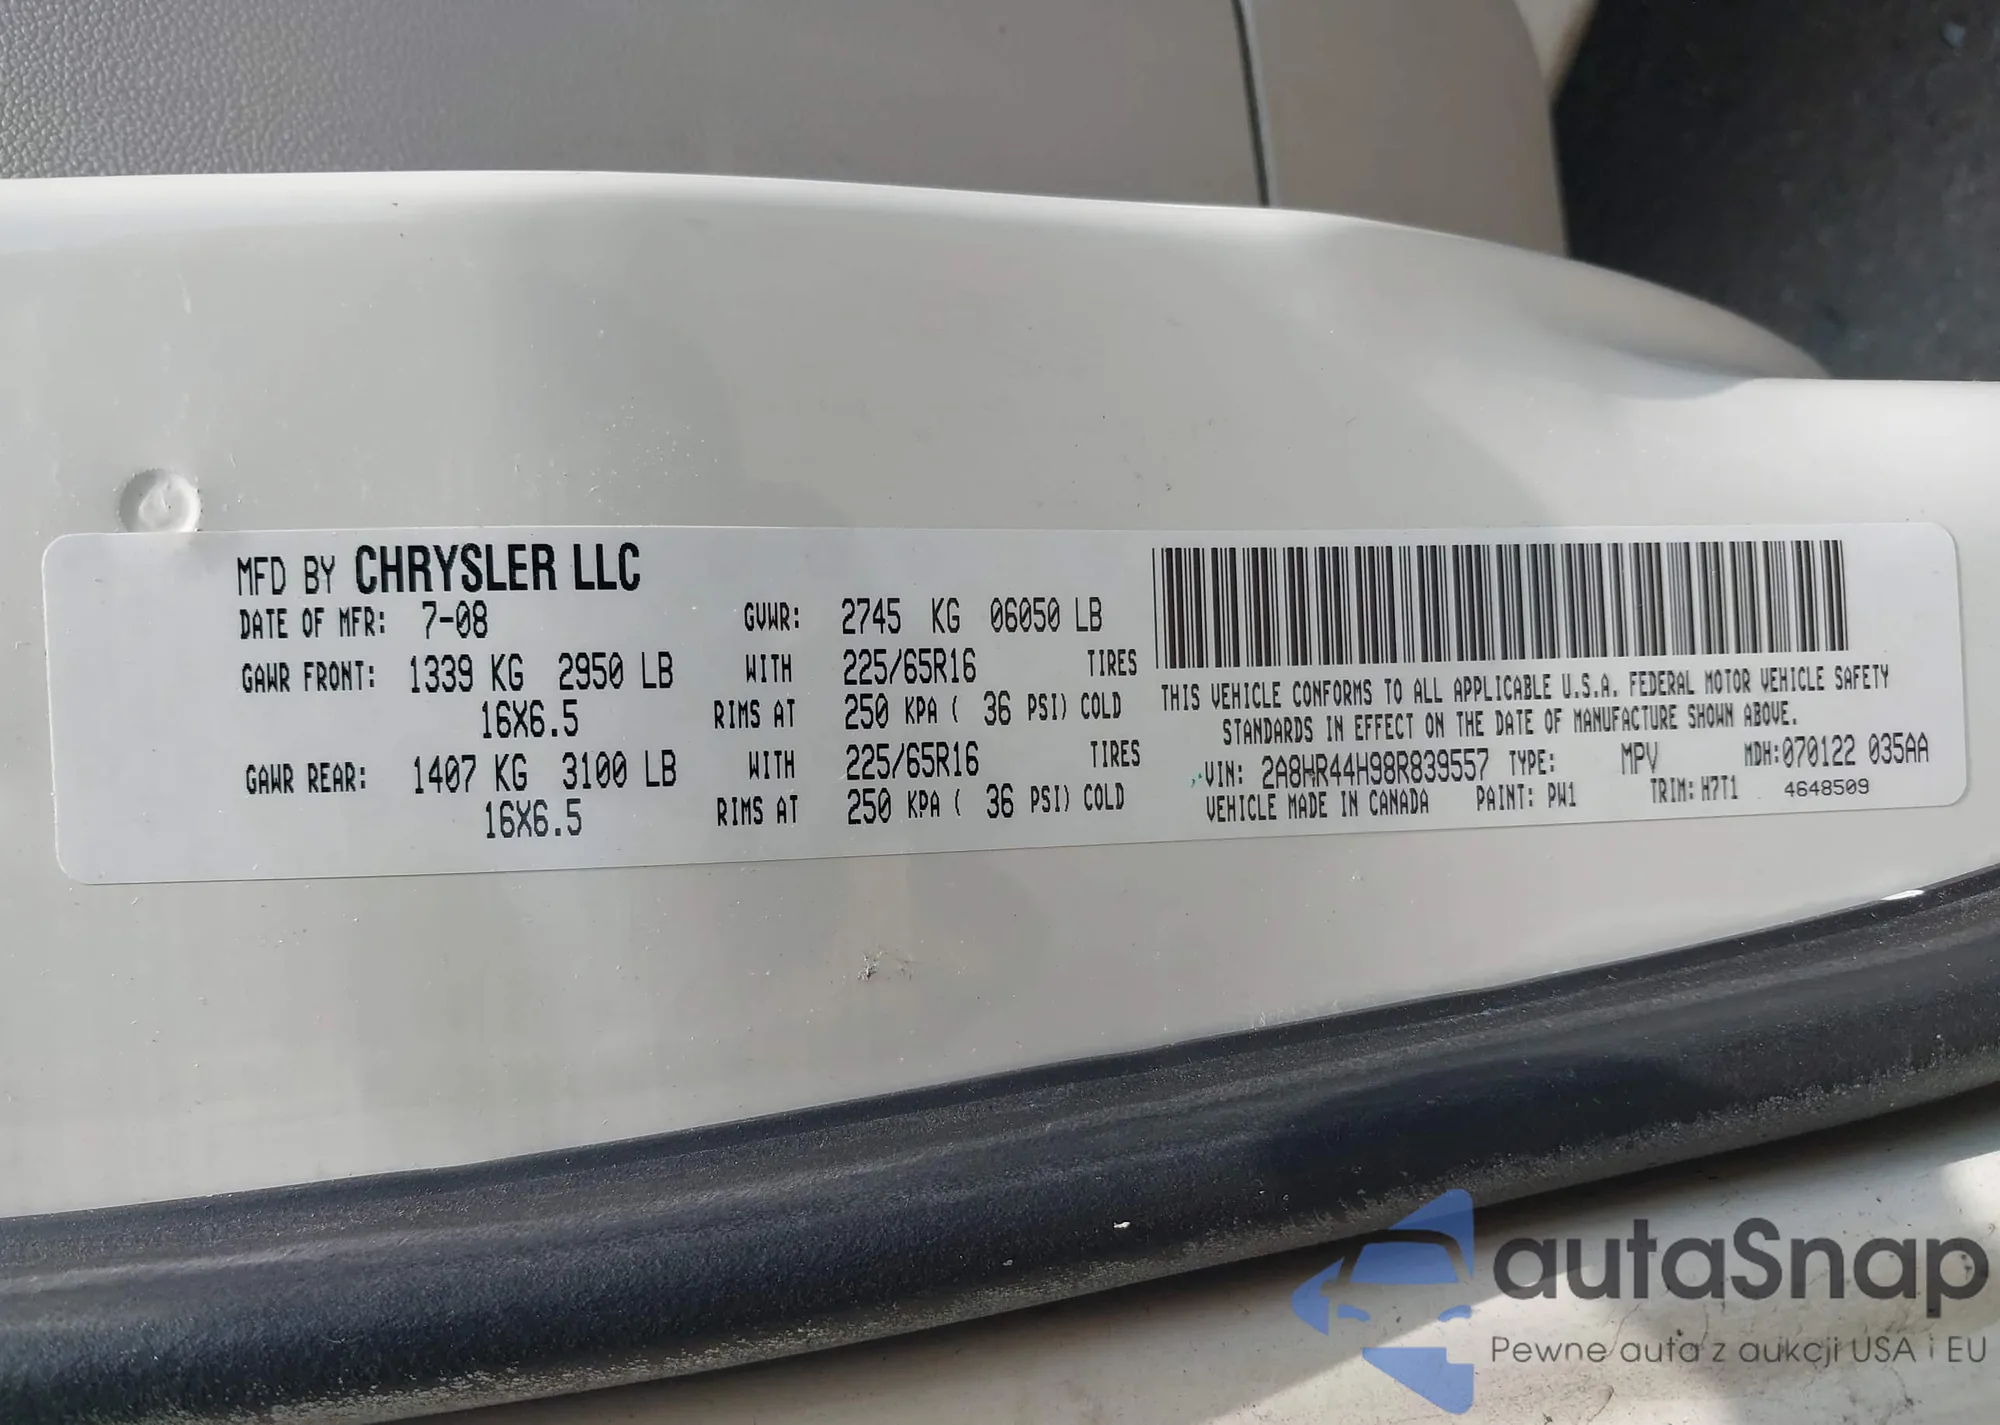 MFD BY CHRYSLER LLC
DATE OF MFR: 7-08 GVWR: 2745 KG 06050 LB
GAWR FRONT: 1339 KG 2950 LB WITH 225/65R16 TIRES
16X6.5 RIMS AT 250 KPA ( 36 PSI) COLD
GAWR REAR: 1407 KG 3100 LB WITH 225/65R16 TIRES
16X6.5 RIMS AT 250 KPA ( 36 PSI) COLD
THIS VEHICLE CONFORMS TO ALL APPLICABLE U.S.A. FEDERAL MOTOR VEHICLE SAFETY
STANDARDS IN EFFECT ON THE DATE OF MANUFACTURE SHOWN ABOVE.
VIN: 2A8HR44H98R839557 TYPE: MPV MDH:070122 035AA
VEHICLE MADE IN CANADA PAINT: PW1 TRIM: H7T1 4648509
autaSnap
Pewne auta z aukcji USA i EU